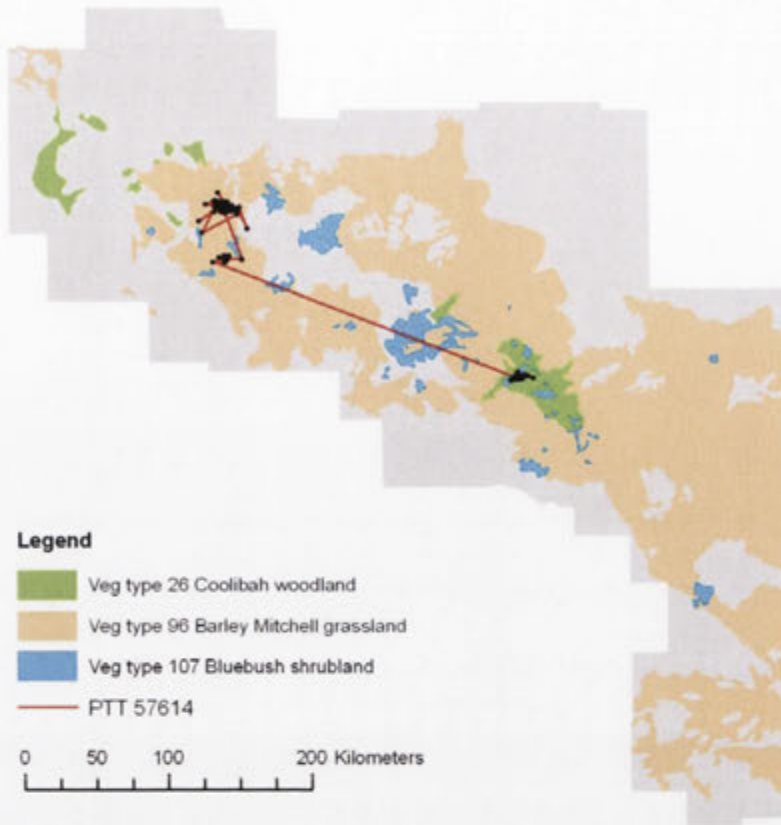 Legend
Veg type 26 Coolibah woodland
Veg type 96 Barley Mitchell grassland
Veg type 107 Bluebush shrubland
PTT 57614
0 50 100 200 Kilometers